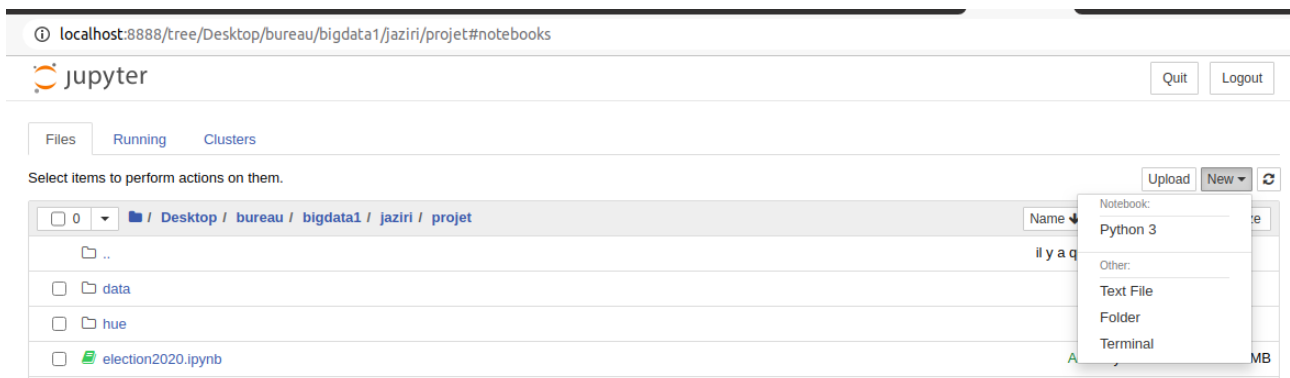 localhost:8888/tree/Desktop/bureau/bigdata1/jaziri/projet#notebooks
jupyter
Quit
Logout
Files Running Clusters
Select items to perform actions on them.
Upload New
0 / Desktop / bureau / bigdata1 / jaziri / projet
Name
Notebook:
Python 3
Other:
Text File
Folder
Terminal
..
il y a
data
hue
election2020.ipynb
MB